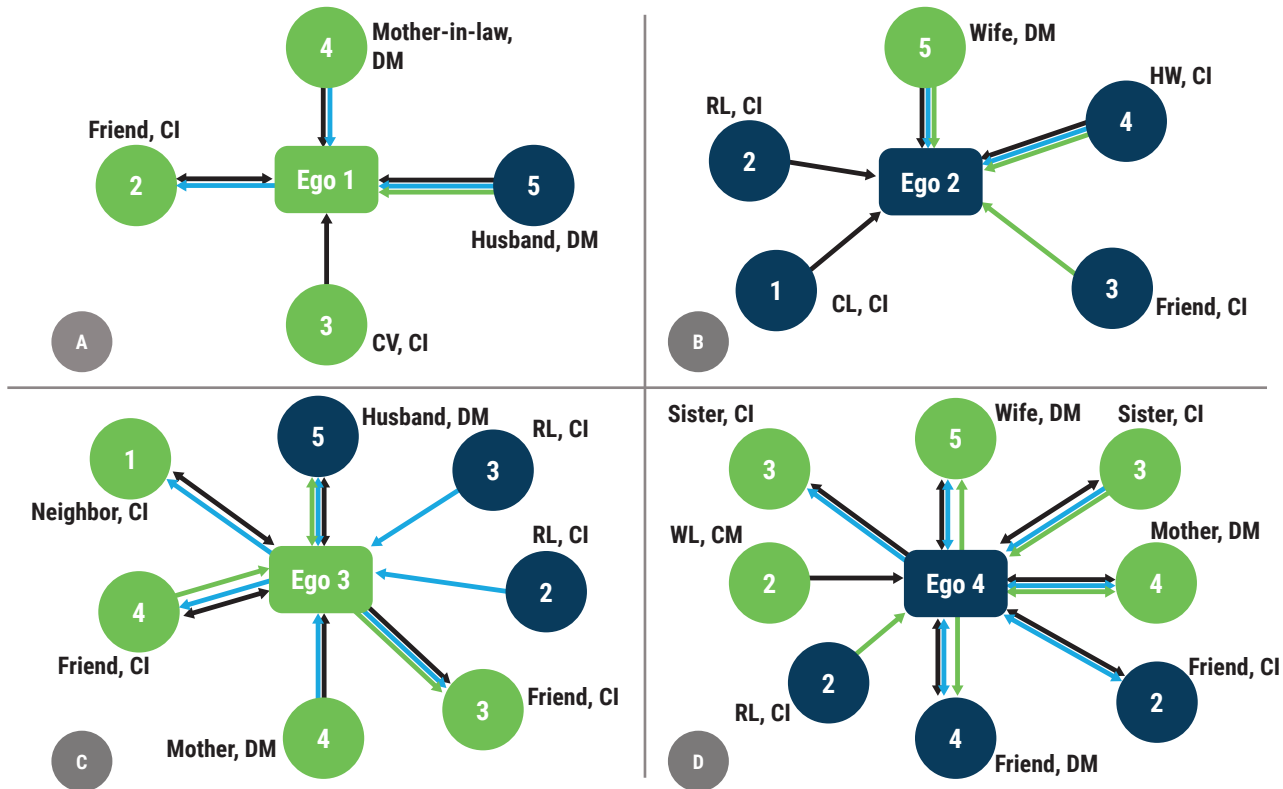 4
Mother-in-law,
DM
Friend, CI
2
Ego 1
5
Husband, DM
3
CV, CI
A
5
Wife, DM
HW, CI
4
RL, CI
2
Ego 2
1
CL, CI
3
Friend, CI
B
Husband, DM
5
RL, CI
3
1
Neighbor, CI
RL, CI
2
Ego 3
4
Friend, CI
3
Friend, CI
4
Mother, DM
C
Sister, CI
3
5
Wife, DM
Sister, CI
3
WL, CM
2
Ego 4
Mother, DM
4
2
RL, CI
Friend, CI
2
4
Friend, DM
D